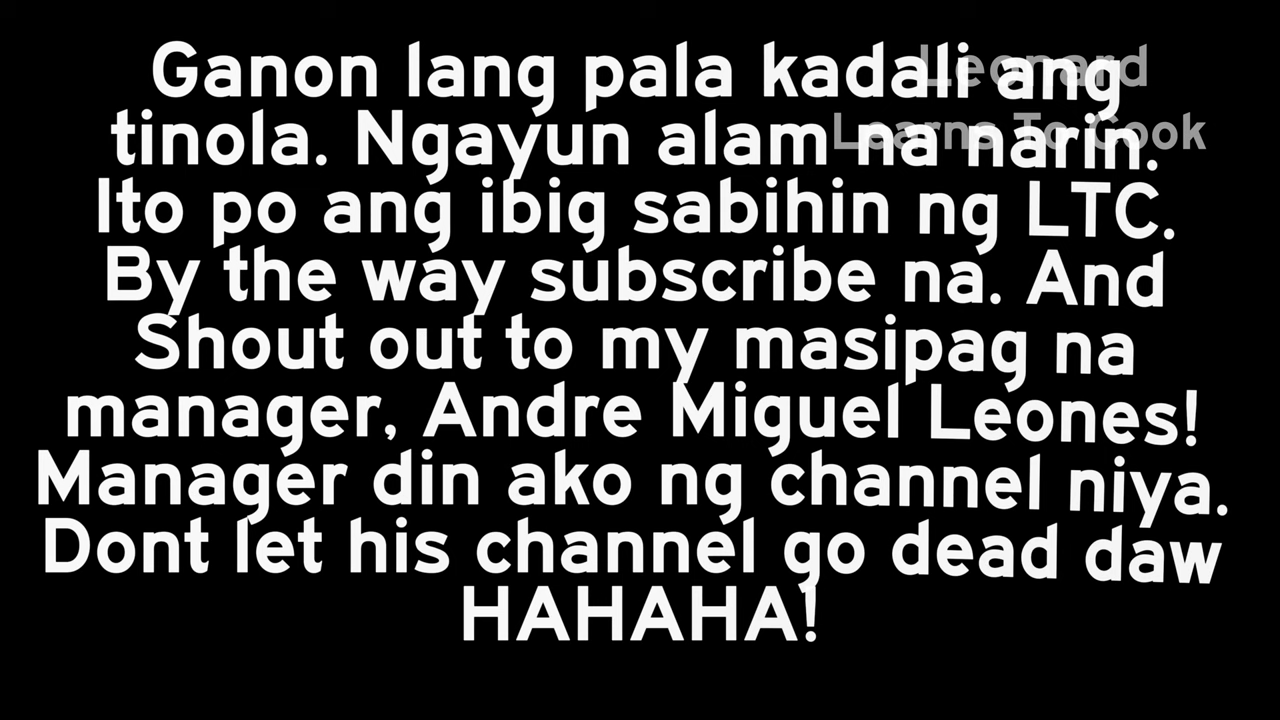 Ganon lang pala kadali ang
tinola. Ngayun alam na narin.
Ito po ang ibig sabihin ng LTC.
By the way subscribe na. And
Shout out to my masipag na
manager, Andre Miguel Leones!
Manager din ako ng channel niya.
Dont let his channel go dead daw
HAHAHA!
Leonard
Learns To Cook